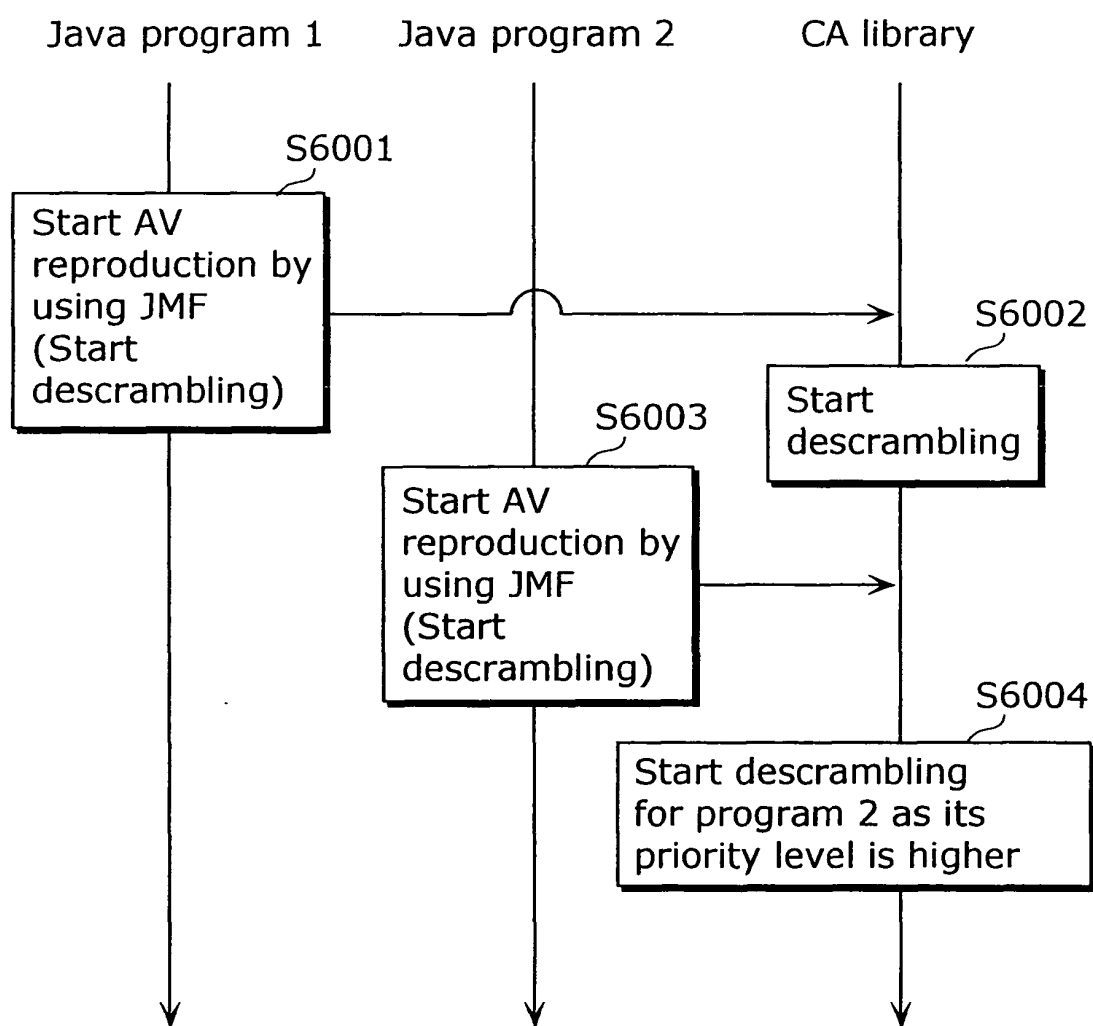 Java program 1
Java program 2
CA library
S6001
Start AV
reproduction by
using JMF
(Start
descrambling)
S6002
Start
descrambling
S6003
Start AV
reproduction by
using JMF
(Start
descrambling)
S6004
Start descrambling
for program 2 as its
priority level is higher